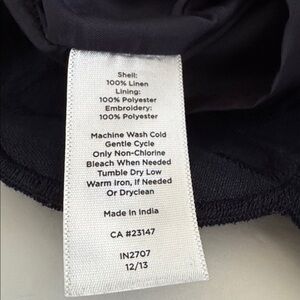 Shell:
100% Linen
Lining:
100% Polyester
Embroidery:
100% Polyester
Machine Wash Cold
Gentle Cycle
Only Non-Chlorine
Bleach When Needed
Tumble Dry Low
Warm Iron, if Needed
Or Dryclean
Made in India
CA #23147
IN2707
12/13